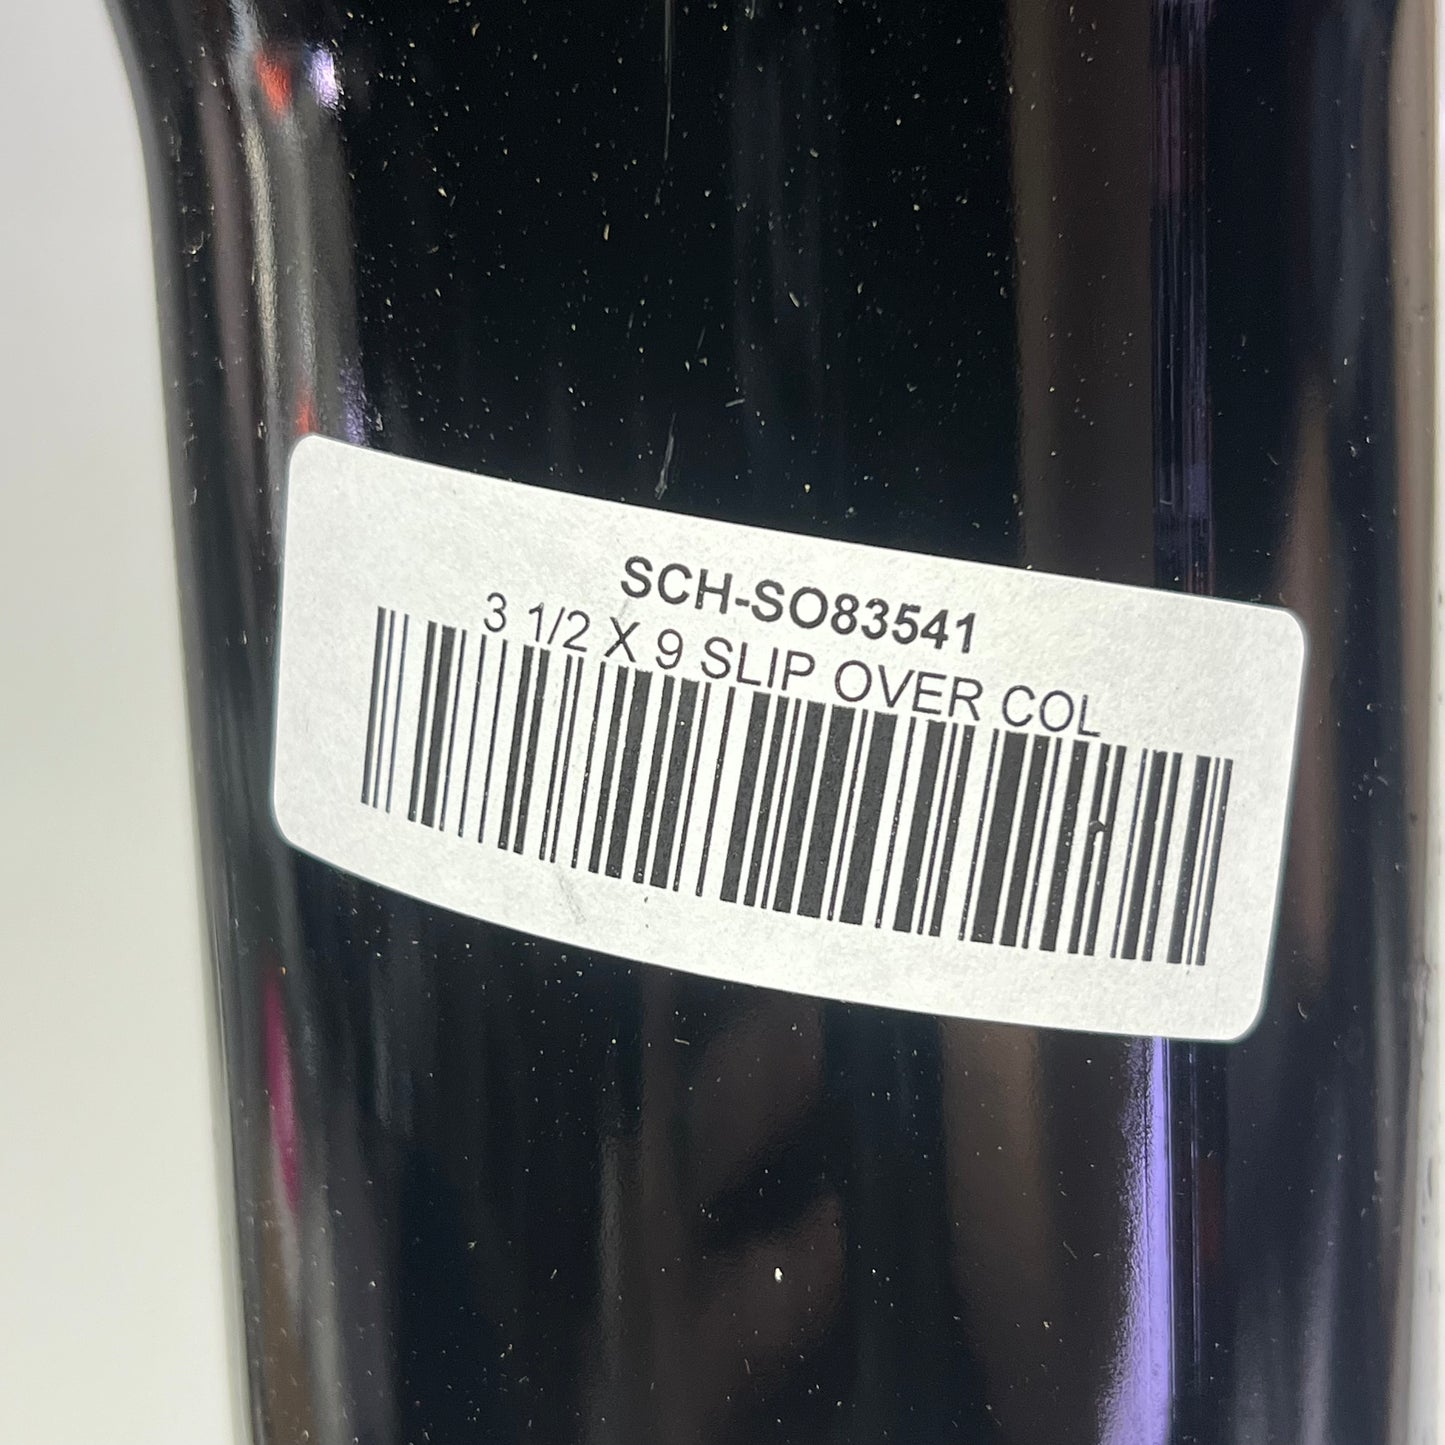 SCH-SO83541
3 1/2 X 9 SLIP OVER COL